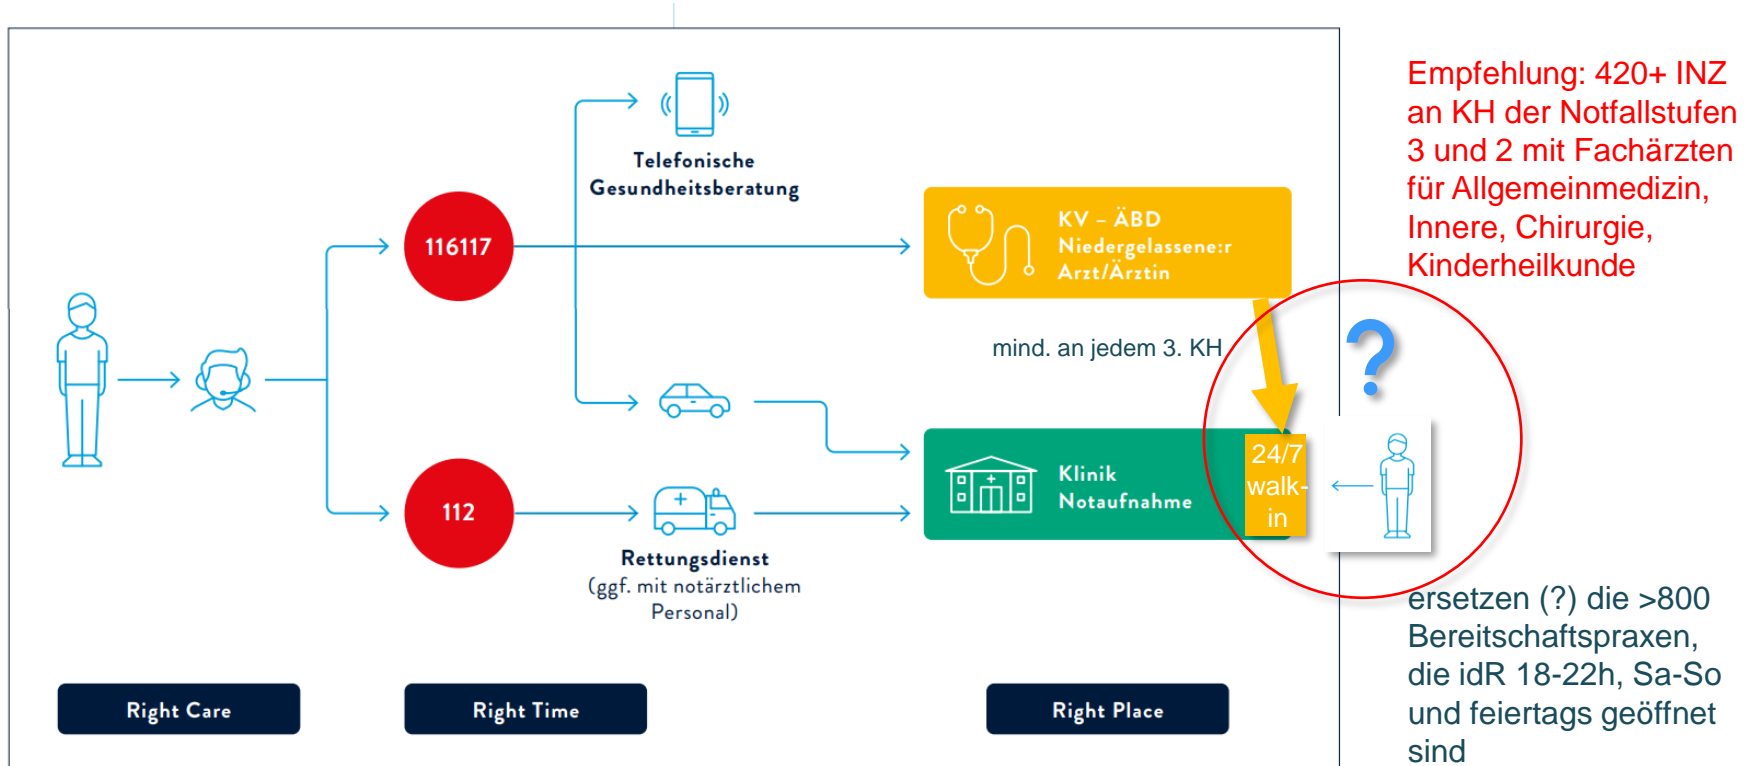 Empfehlung: 420+ INZ
an KH der Notfallstufen
3 und 2 mit Fachärzten
für Allgemeinmedizin,
Innere, Chirurgie,
Kinderheilkunde
Telefonische
Gesundheitsberatung
116117
KV – ÄBD
Niedergelassene:r
Arzt/Ärztin
mind. an jedem 3. KH
?
24/7
walk-
in
Klinik
Notaufnahme
112
Rettungsdienst
(ggf. mit notärztlichem
Personal)
ersetzen (?) die >800
Bereitschaftspraxen,
die idR 18-22h, Sa-So
und feiertags geöffnet
sind
Right Care
Right Time
Right Place